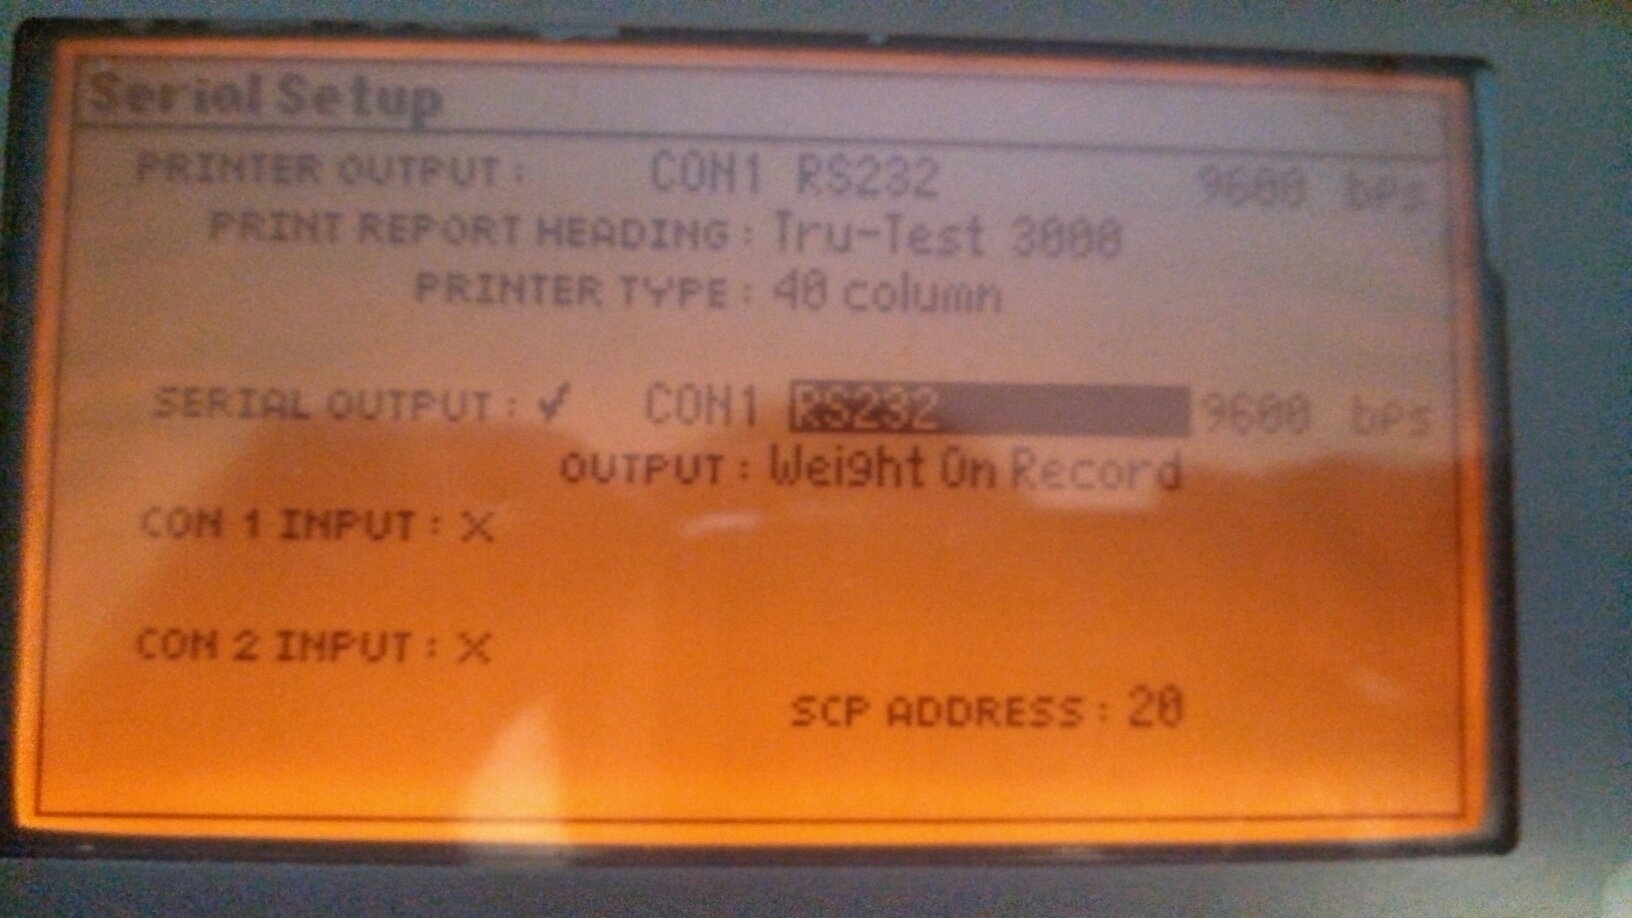 Serial Setup
PRINTER OUTPUT: CON1 RS232 9600 bps
PRINT REPORT HEADING: Tru-Test 3000
PRINTER TYPE: 40 column
SERIAL OUTPUT: ✓ CON1 RS232 9600 bps
OUTPUT: Weight On Record
CON 1 INPUT: X
CON 2 INPUT: X
SCP ADDRESS: 20